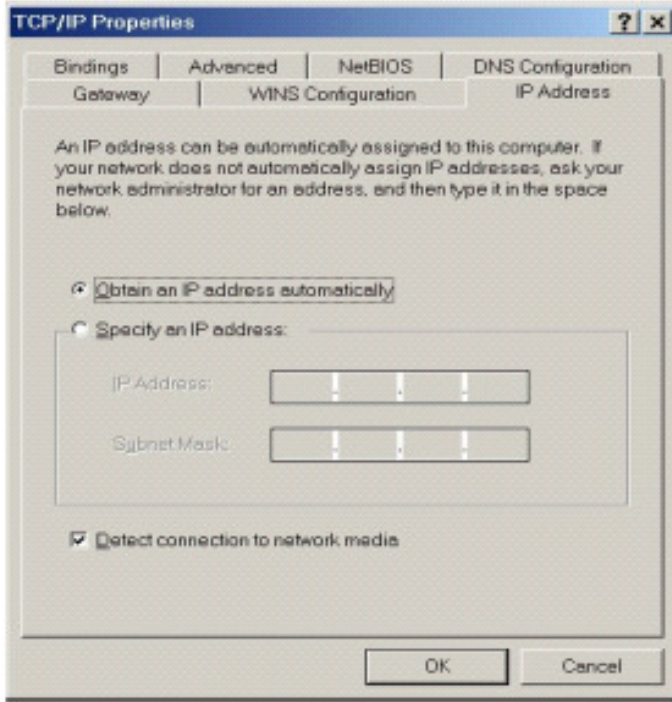 TCP/IP Properties
Bindings Advanced NetBIOS DNS Configuration
Gateway WINS Configuration IP Address
An IP address can be automatically assigned to this computer. If
your network does not automatically assign IP addresses, ask your
network administrator for an address, and then type it in the space
below.
Obtain an IP address automatically
Specify an IP address:
IP Address:
Subnet Mask:
Detect connection to network media
OK Cancel